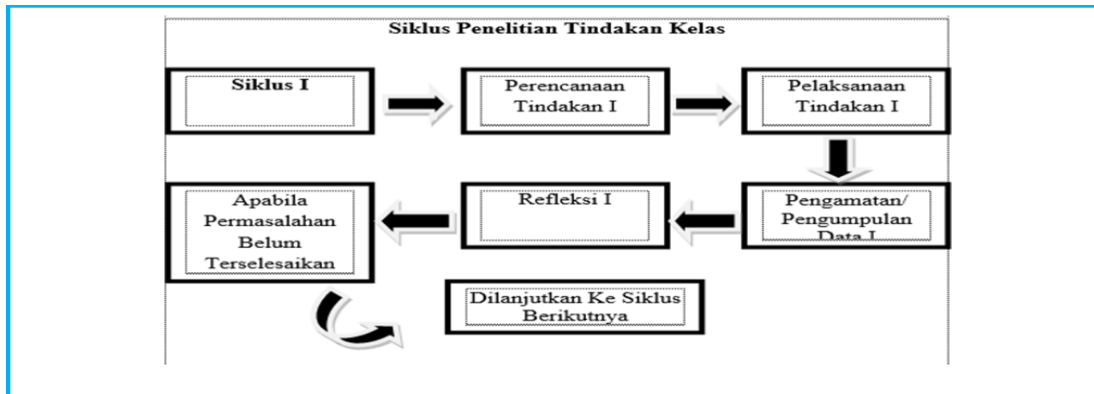 Siklus Penelitian Tindakan Kelas
Siklus I
Perencanaan
Tindakan I
Pelaksanaan
Tindakan I
Pengamatan/
Pengumpulan
Data I
Refleksi I
Apabila
Permasalahan
Belum
Terselesaikan
Dilanjutkan Ke Siklus
Berikutnya